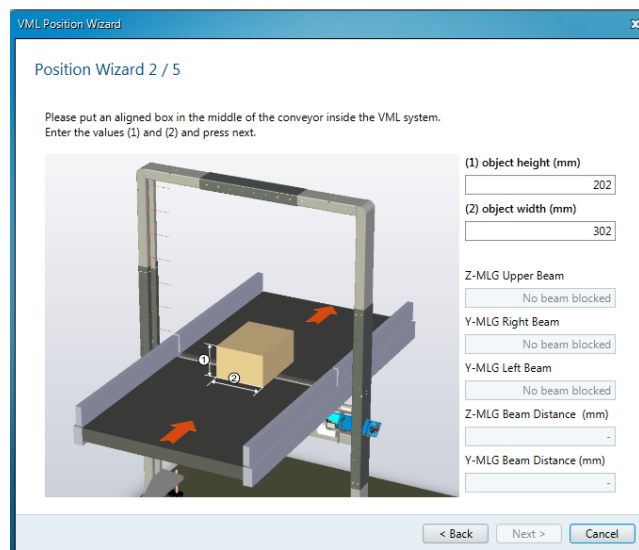 VML Position Wizard
x
Position Wizard 2 / 5
Please put an aligned box in the middle of the conveyor inside the VML system.
Enter the values (1) and (2) and press next.
(1) object height (mm)
202
(2) object width (mm)
302
Z-MLG Upper Beam
No beam blocked
Y-MLG Right Beam
No beam blocked
Y-MLG Left Beam
No beam blocked
Z-MLG Beam Distance (mm)
-
Y-MLG Beam Distance (mm)
-
1
2
< Back
Next >
Cancel